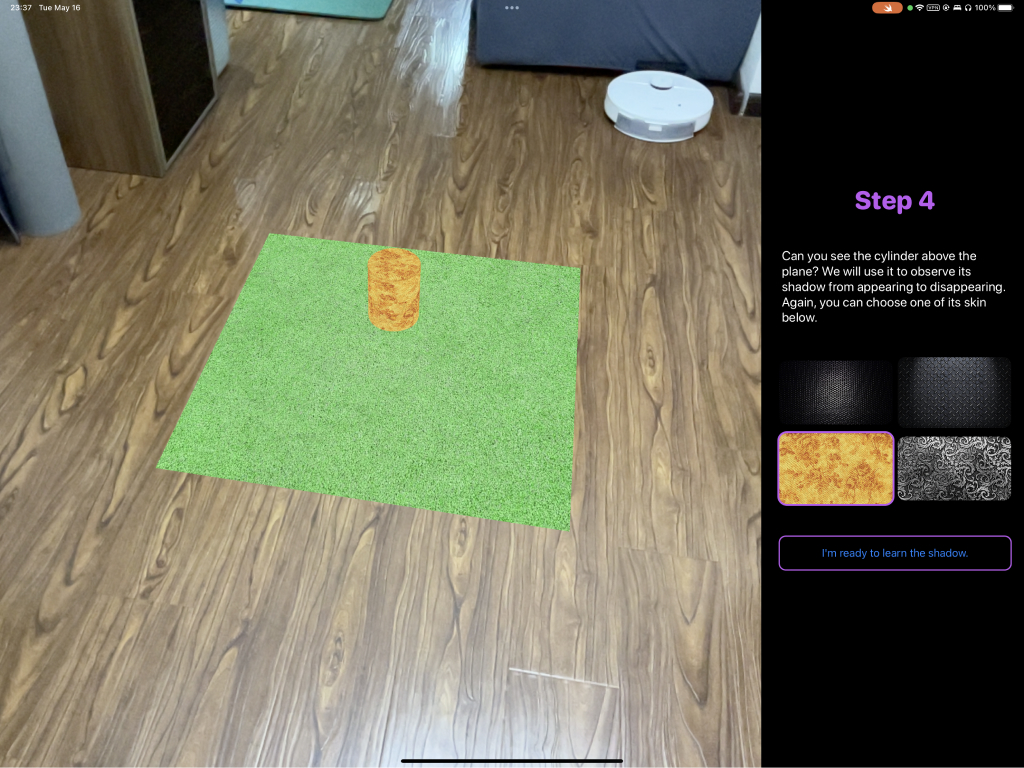 23:37 Tue May 16
VPN
100%
Step 4
Can you see the cylinder above the
plane? We will use it to observe its
shadow from appearing to disappearing.
Again, you can choose one of its skin
below.
I'm ready to learn the shadow.